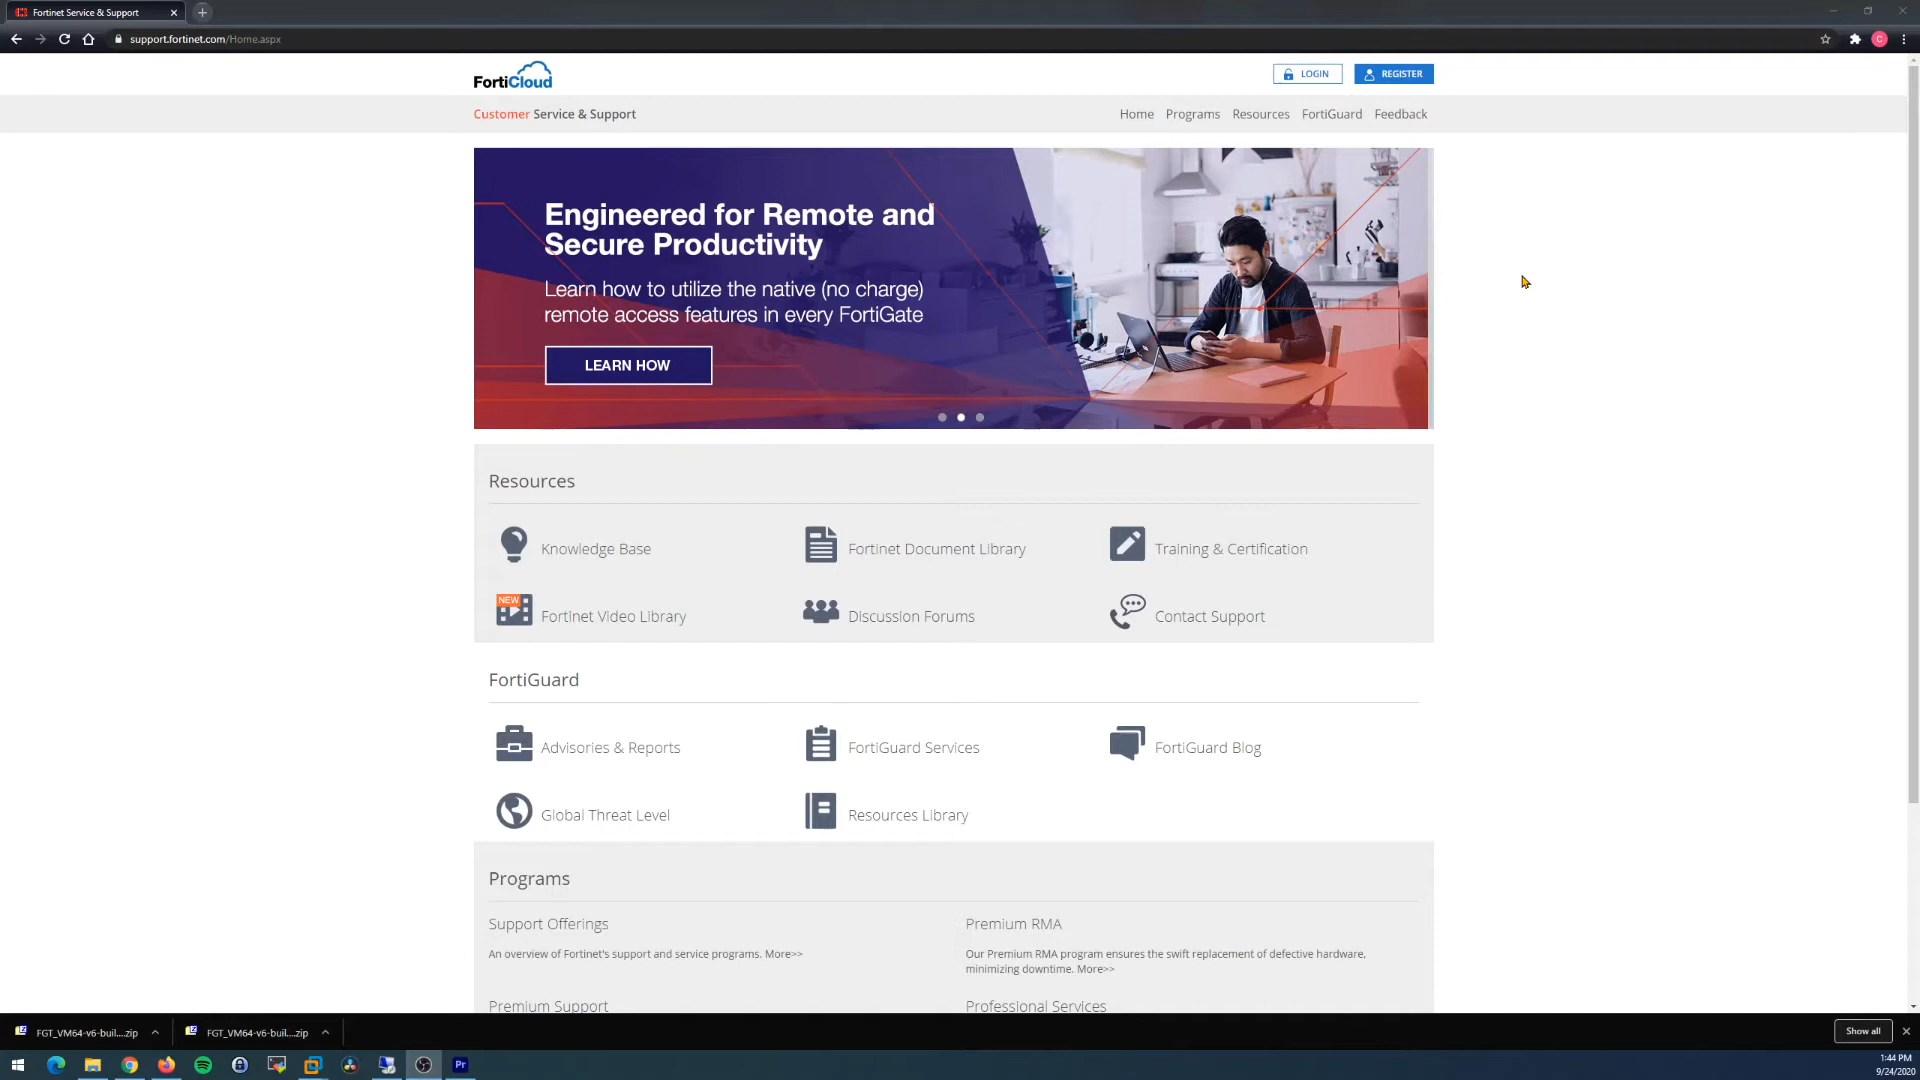 Fortinet Service & Support
support.fortinet.com/Home.aspx
C
FortiCloud
LOGIN
REGISTER
Customer Service & Support
Home
Programs
Resources
FortiGuard
Feedback
Engineered for Remote and
Secure Productivity
Learn how to utilize the native (no charge)
remote access features in every FortiGate
LEARN HOW
Resources
Knowledge Base
Fortinet Document Library
Training & Certification
NEW
Fortinet Video Library
Discussion Forums
Contact Support
FortiGuard
Advisories & Reports
FortiGuard Services
FortiGuard Blog
Global Threat Level
Resources Library
Programs
Support Offerings
Premium RMA
An overview of Fortinet's support and service programs. More>>
Our Premium RMA program ensures the swift replacement of defective hardware,
minimizing downtime. More>>
Premium Support
Professional Services
FGT_VM64-v6-buil....zip
FGT_VM64-v6-buil....zip
Show all
Pr
1:44 PM
9/24/2020